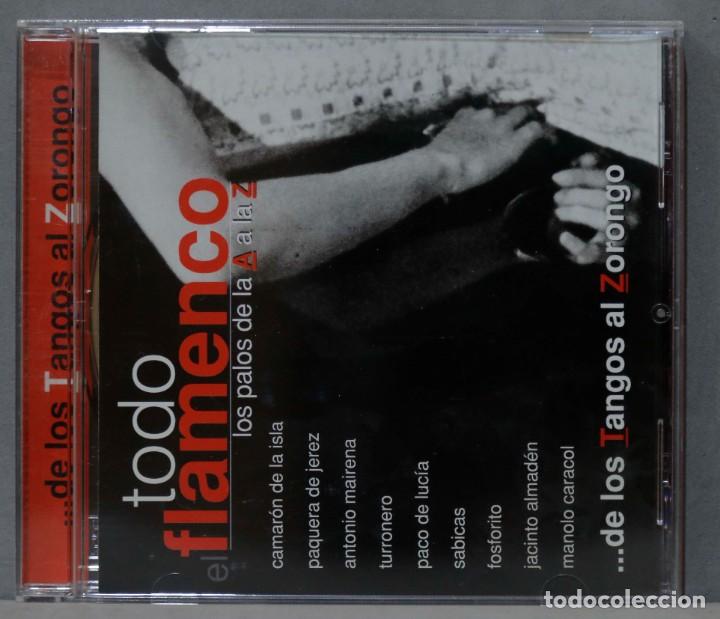 ...de los Tangos al Zorongo
todo
el flamenco
los palos de la A a la Z
camarón de la isla
paquera de jerez
antonio mairena
turronero
paco de lucía
sabicas
fosforito
jacinto almadén
manolo caracol
...de los Tangos al Zorongo
todocoleccion.net